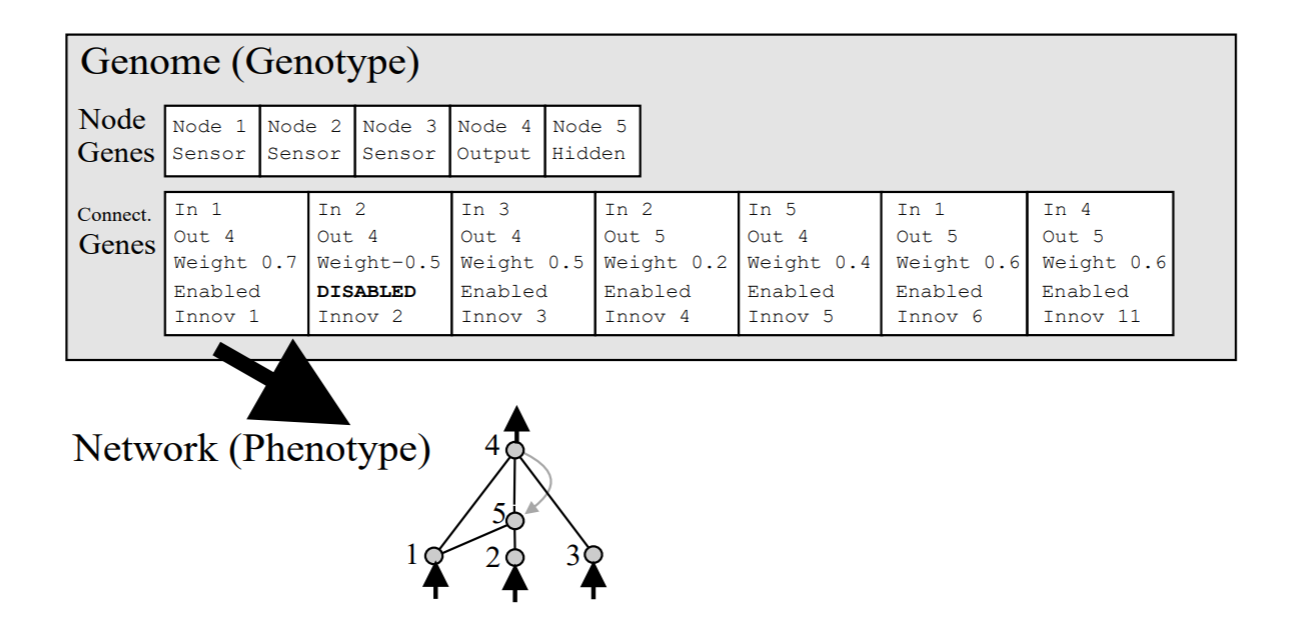 Genome (Genotype)
Node Genes
Node 1 Node 2 Node 3 Node 4 Node 5
Sensor Sensor Sensor Output Hidden
Connect. Genes
In 1 In 2 In 3 In 2 In 5 In 1 In 4
Out 4 Out 4 Out 4 Out 5 Out 4 Out 5 Out 5
Weight 0.7 Weight-0.5 Weight 0.5 Weight 0.2 Weight 0.4 Weight 0.6 Weight 0.6
Enabled DISABLED Enabled Enabled Enabled Enabled Enabled
Innov 1 Innov 2 Innov 3 Innov 4 Innov 5 Innov 6 Innov 11
Network (Phenotype)
4
5
1 2 3